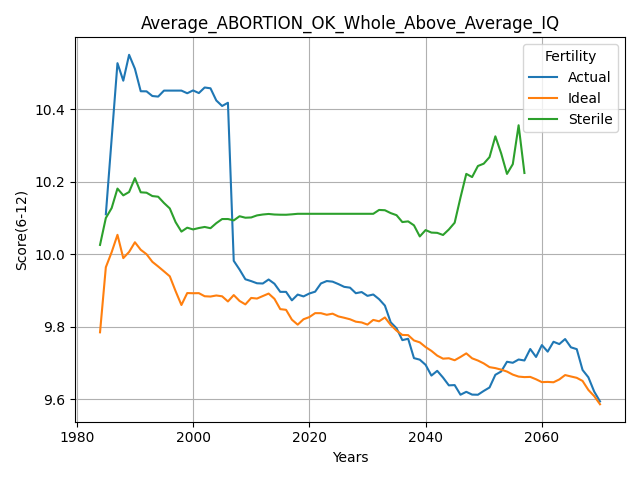 Average_ABORTION_OK_Whole_Above_Average_IQ
Fertility
Actual
Ideal
Sterile
Score(6-12)
10.4
10.2
10.0
9.8
9.6
1980
2000
2020
2040
2060
Years